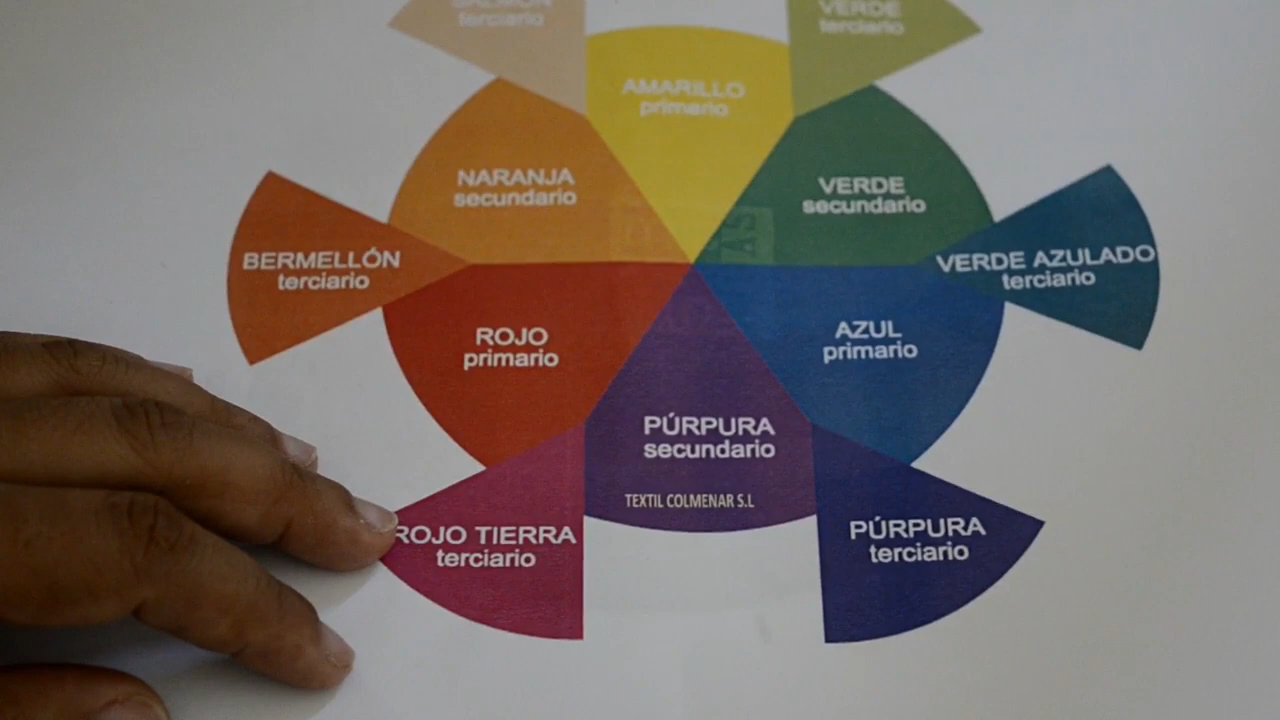 SALMÓN
terciario
VERDE
terciario
AMARILLO
primario
NARANJA
secundario
VERDE
secundario
BERMELLÓN
terciario
VERDE AZULADO
terciario
ROJO
primario
AZUL
primario
PÚRPURA
secundario
TEXTIL COLMENAR S.L
ROJO TIERRA
terciario
PÚRPURA
terciario